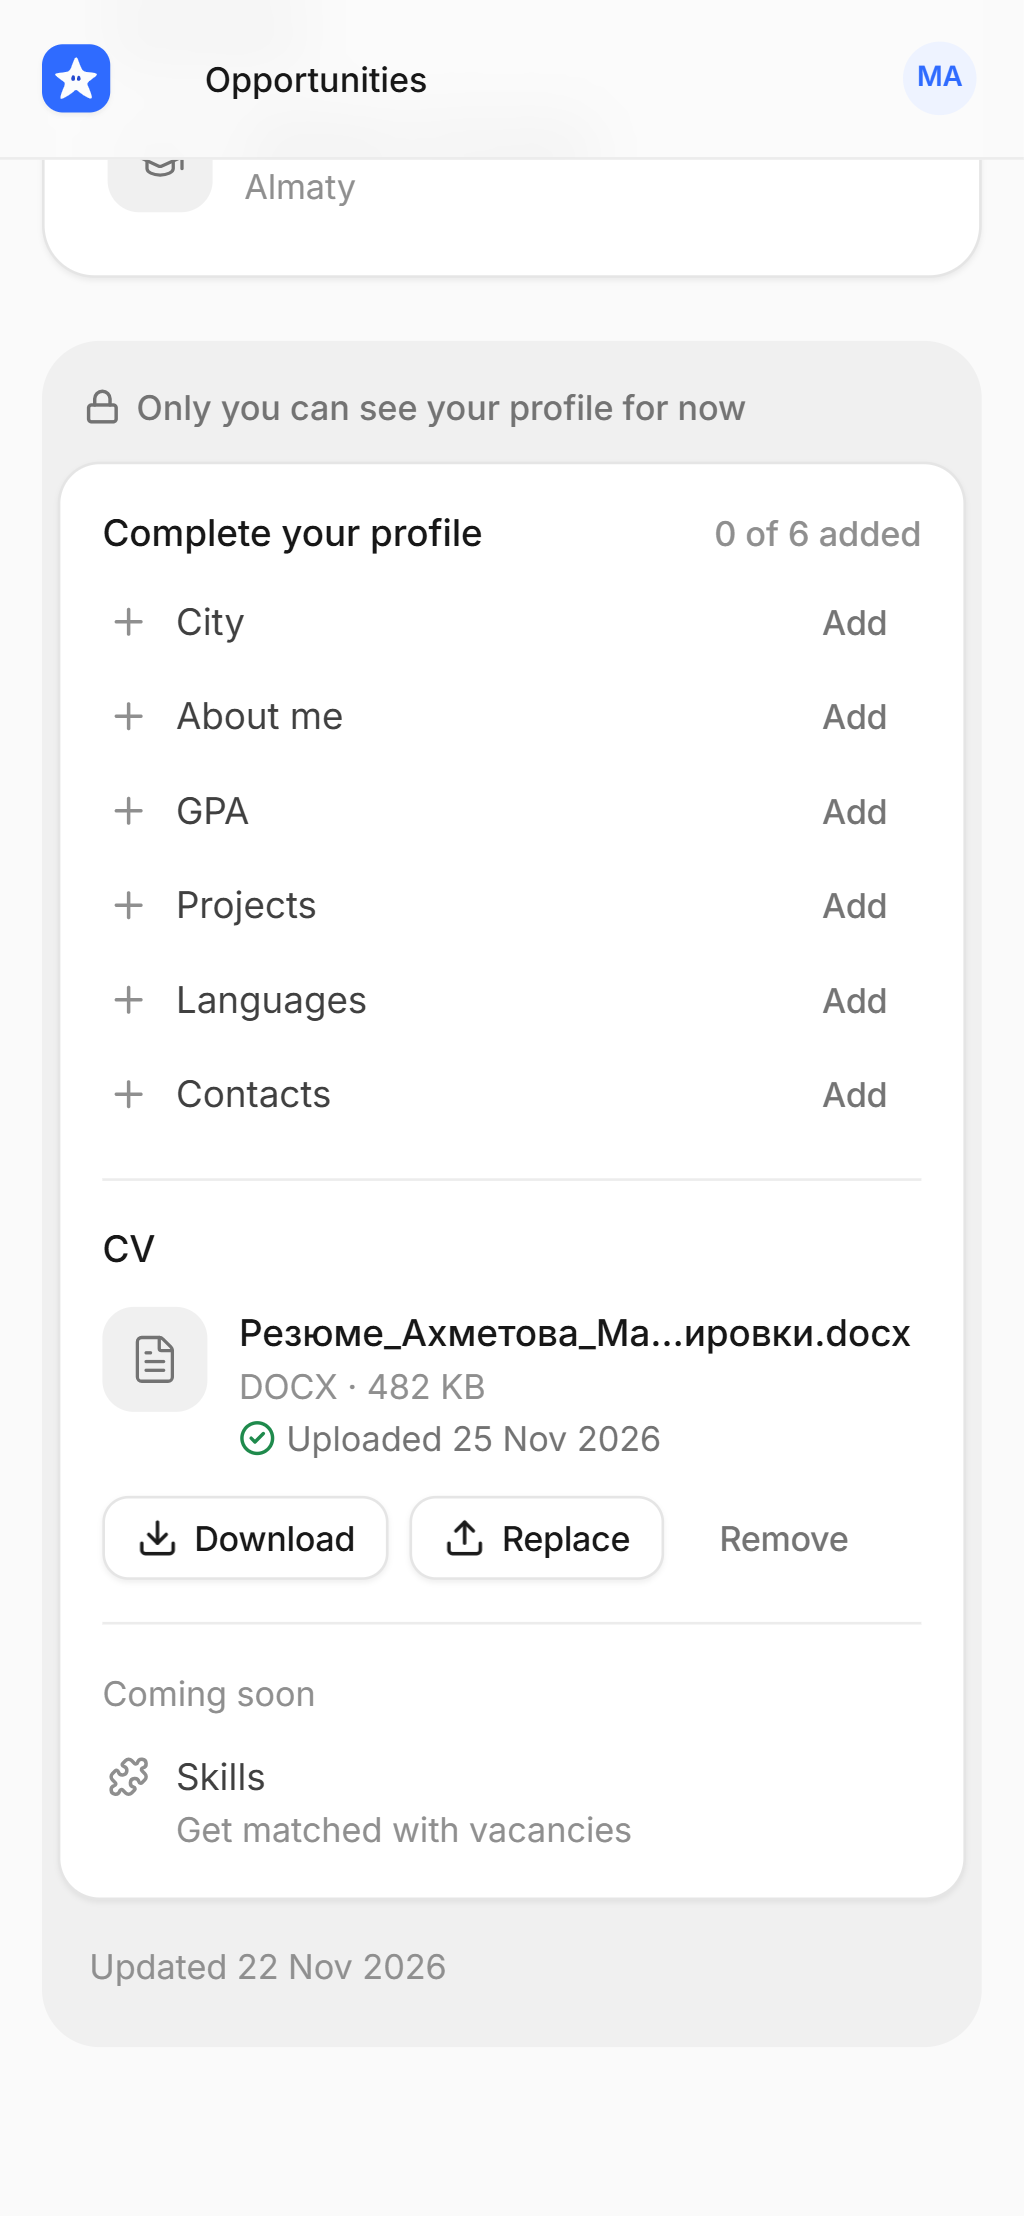 Opportunities
MA
Almaty
Only you can see your profile for now
Complete your profile
0 of 6 added
City
Add
About me
Add
GPA
Add
Projects
Add
Languages
Add
Contacts
Add
CV
Резюме_Ахметова_Ма...ировки.docx
DOCX · 482 KB
Uploaded 25 Nov 2026
Download
Replace
Remove
Coming soon
Skills
Get matched with vacancies
Updated 22 Nov 2026